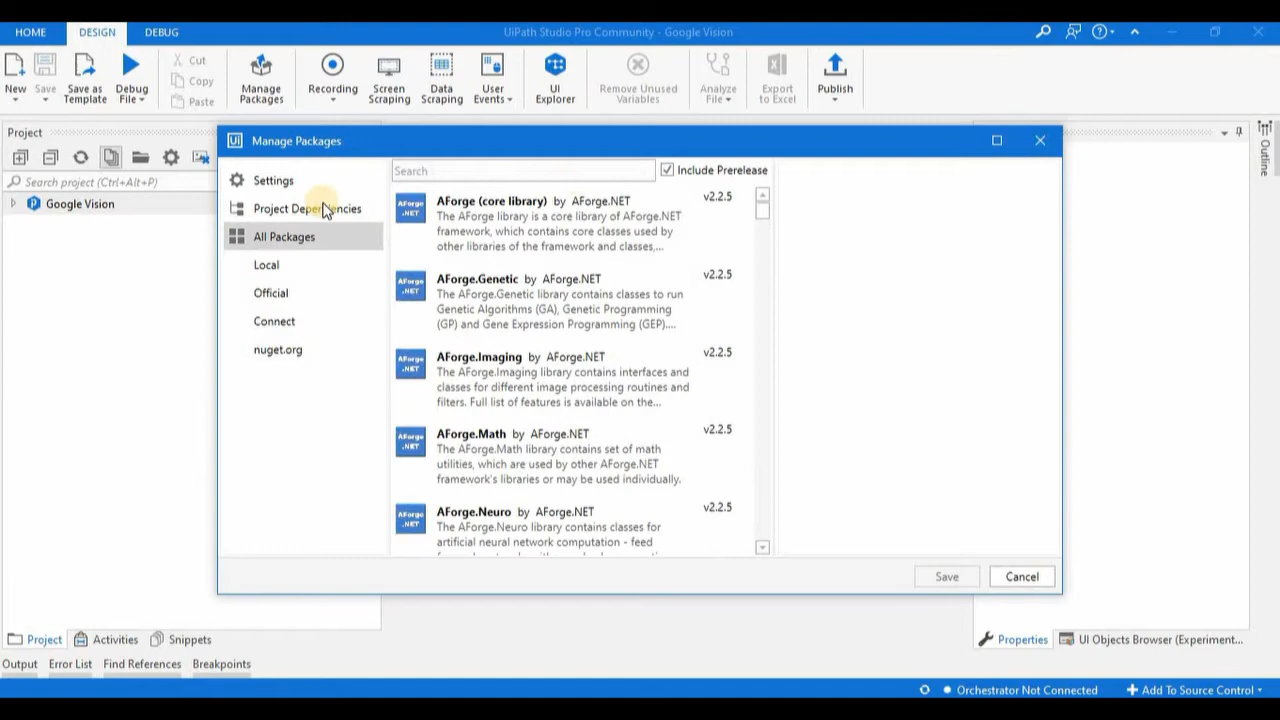 HOME
DESIGN
DEBUG
UiPath Studio Pro Community - Google Vision
New
Save
Save as
Template
Debug
File
Cut
Copy
Paste
Manage
Packages
Recording
Screen
Scraping
Data
Scraping
User
Events
UI
Explorer
Remove Unused
Variables
Analyze
File
Export
to Excel
Publish
Project
Search project (Ctrl+Alt+P)
Google Vision
Outline
Ui Manage Packages
Settings
Project Dependencies
All Packages
Local
Official
Connect
nuget.org
Search
Include Prerelease
AForge .NET
AForge (core library) by AForge.NET
v2.2.5
The AForge library is a core library of AForge.NET
framework, which contains core classes used by
other libraries of the framework and classes,...
AForge .NET
AForge.Genetic by AForge.NET
v2.2.5
The AForge.Genetic library contains classes to run
Genetic Algorithms (GA), Genetic Programming
(GP) and Gene Expression Programming (GEP)....
AForge .NET
AForge.Imaging by AForge.NET
v2.2.5
The AForge.Imaging library contains interfaces and
classes for different image processing routines and
filters. Full list of features is available on the...
AForge .NET
AForge.Math by AForge.NET
v2.2.5
The AForge.Math library contains set of math
utilities, which are used by other AForge.NET
framework's libraries or may be used individually.
AForge .NET
AForge.Neuro by AForge.NET
v2.2.5
The AForge.Neuro library contains classes for
artificial neural network computation - feed
Save
Cancel
Project
Activities
Snippets
Properties
UI Objects Browser (Experiment...
Output
Error List
Find References
Breakpoints
Orchestrator Not Connected
Add To Source Control